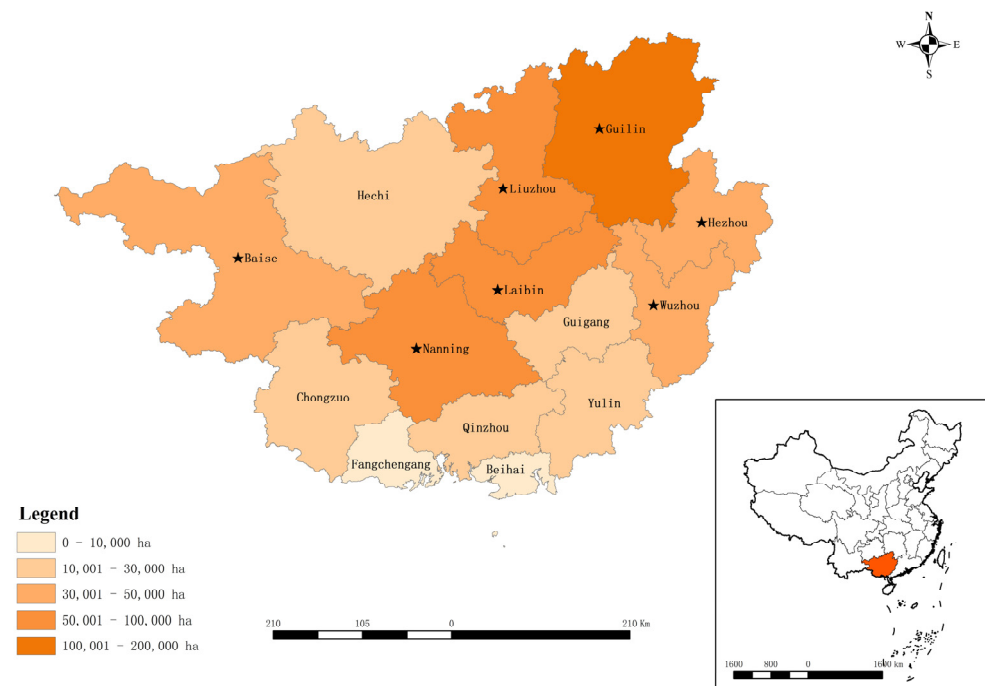 N
W E
S
Guilin
Hechi
Liuzhou
Hezhou
Baise
Laibin
Wuzhou
Guigang
Nanning
Chongzuo
Yulin
Qinzhou
Fangchengang
Beihai
Legend
0 - 10,000 ha
10,001 - 30,000 ha
30,001 - 50,000 ha
50,001 - 100,000 ha
100,001 - 200,000 ha
210 105 0 210 Km
1600 800 0 1600 km